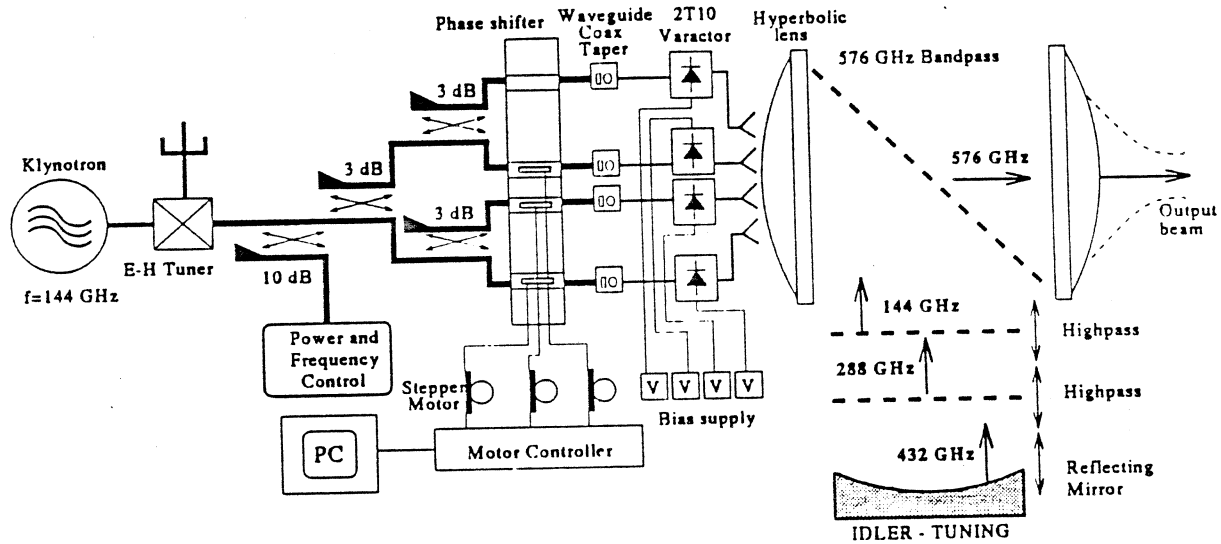 Phase shifter
Waveguide
Coax
Taper
2T10
Varactor
Hyperbolic
lens
576 GHz Bandpass
3 dB
Klynotron
3 dB
576 GHz
3 dB
Output
beam
E-H Tuner
10 dB
f=144 GHz
144 GHz
Highpass
Power and
Frequency
Control
288 GHz
Stepper
Motor
V V V V
Highpass
Bias supply
PC
Motor Controller
432 GHz
Reflecting
Mirror
IDLER - TUNING